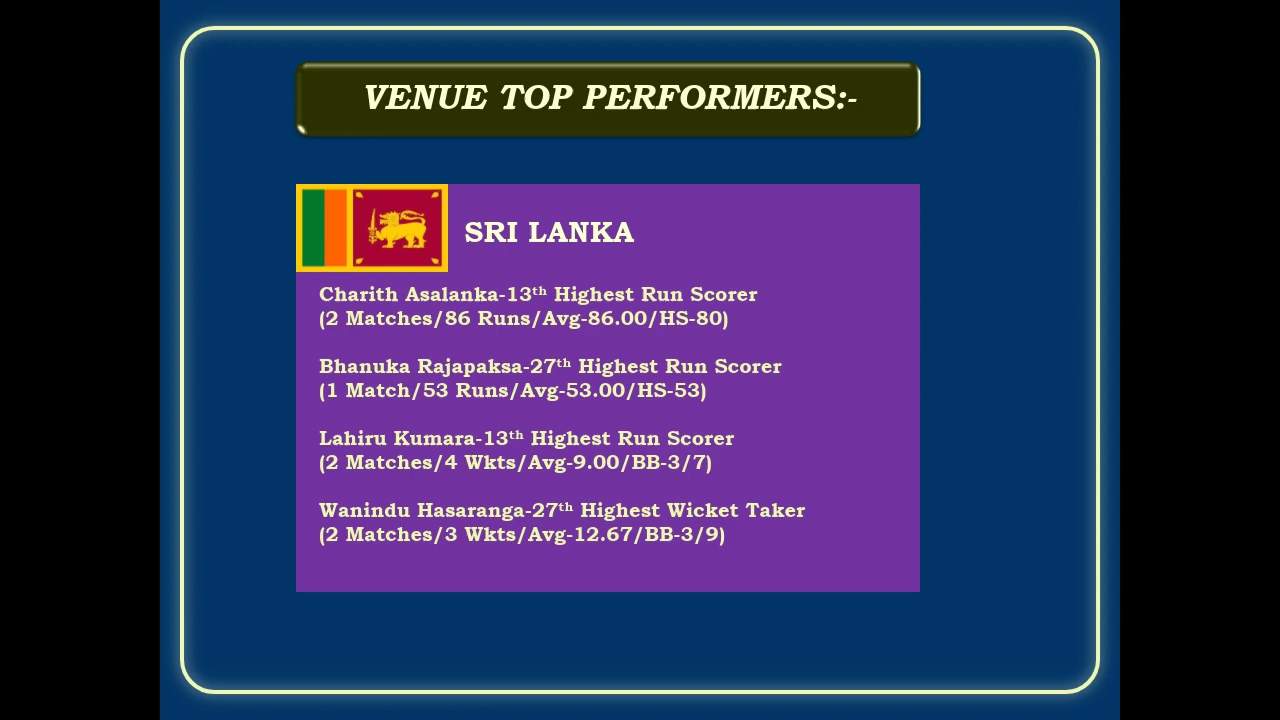 VENUE TOP PERFORMERS:-
SRI LANKA
Charith Asalanka-13th Highest Run Scorer
(2 Matches/86 Runs/Avg-86.00/HS-80)
Bhanuka Rajapaksa-27th Highest Run Scorer
(1 Match/53 Runs/Avg-53.00/HS-53)
Lahiru Kumara-13th Highest Run Scorer
(2 Matches/4 Wkts/Avg-9.00/BB-3/7)
Wanindu Hasaranga-27th Highest Wicket Taker
(2 Matches/3 Wkts/Avg-12.67/BB-3/9)